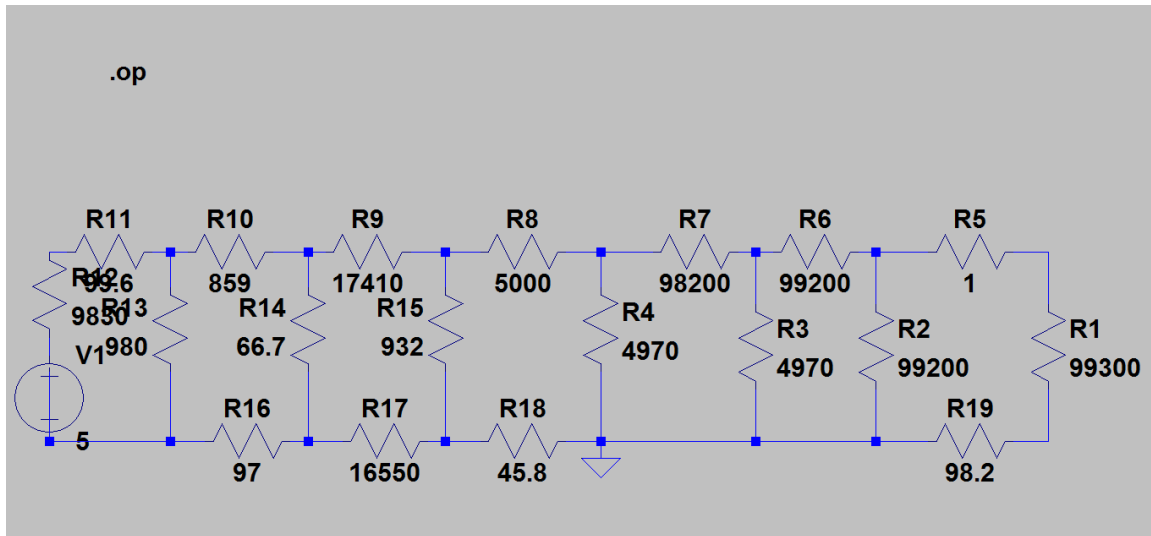 .op
R11 R10 R9 R8 R7 R6 R5
99.6 859 17410 5000 98200 99200 1
R12
9850
R13 R14 R15 R4 R3 R2 R1
980 66.7 932 4970 4970 99200 99300
V1
5
R16 R17 R18 R19
97 16550 45.8 98.2